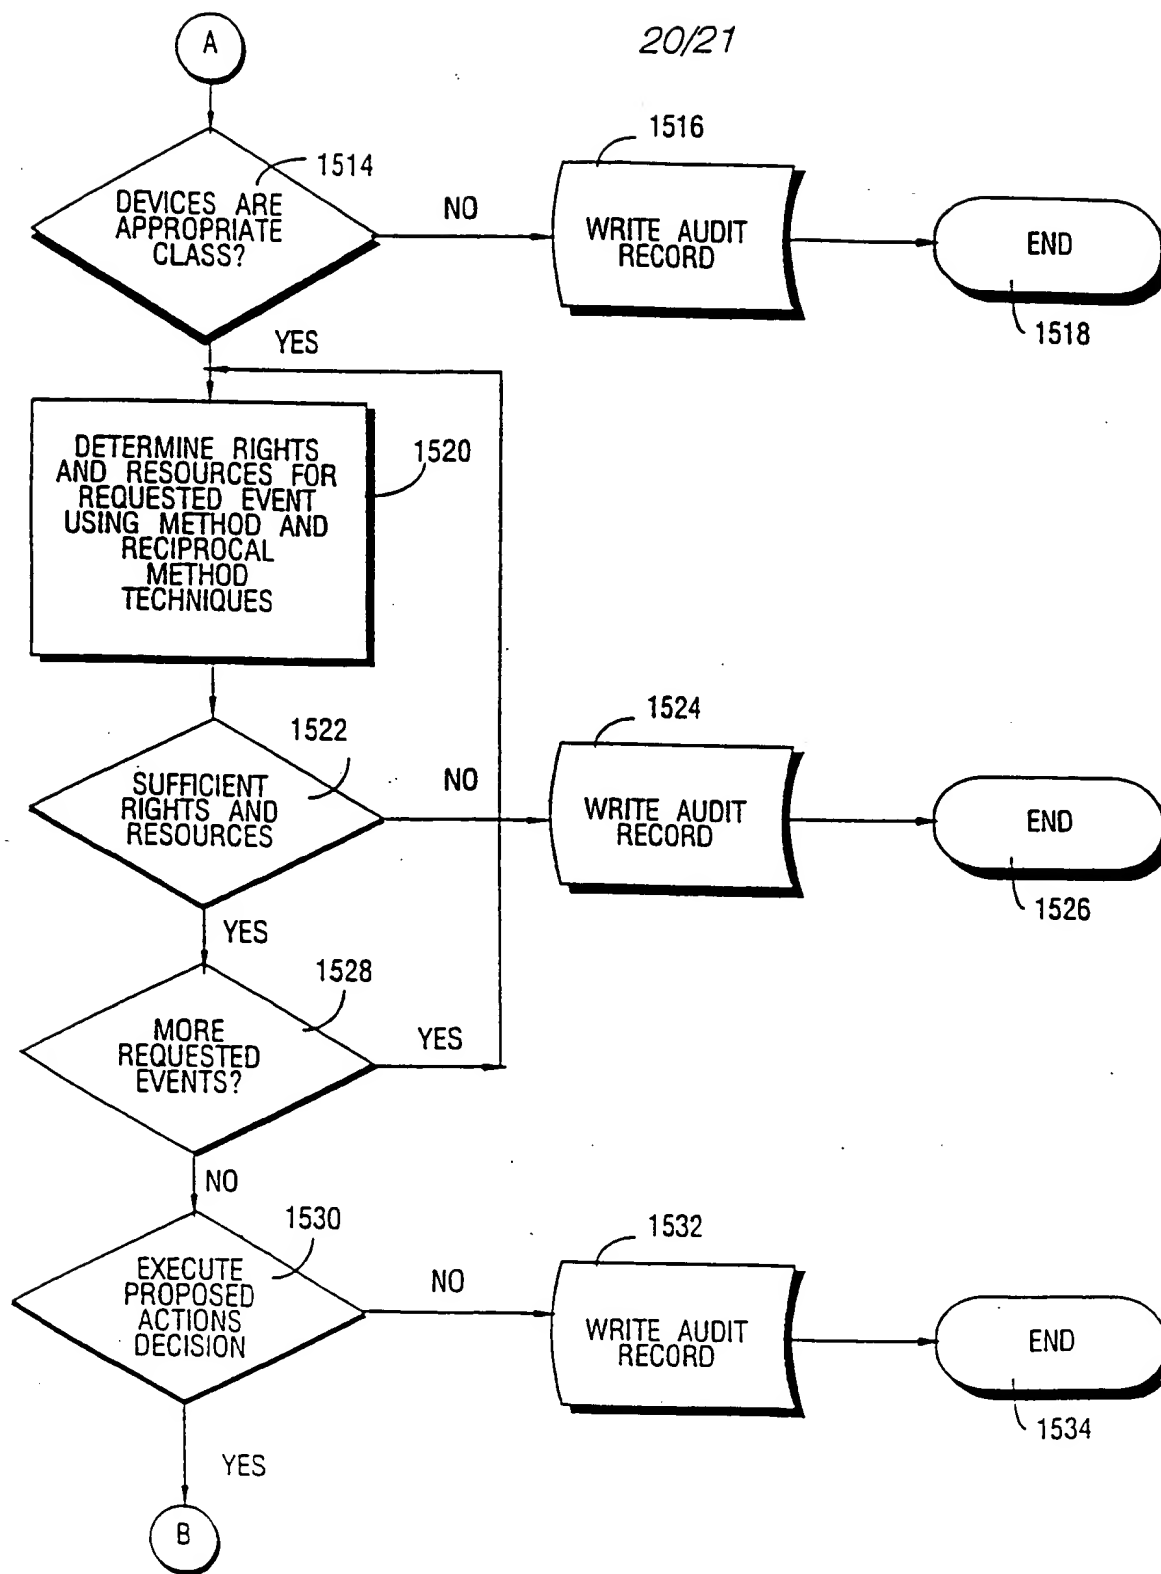 20/21
A
1514
DEVICES ARE
APPROPRIATE
CLASS?
NO
1516
WRITE AUDIT
RECORD
END
1518
YES
DETERMINE RIGHTS
AND RESOURCES FOR
REQUESTED EVENT
USING METHOD AND
RECIPROCAL
METHOD
TECHNIQUES
1520
1522
SUFFICIENT
RIGHTS AND
RESOURCES
NO
1524
WRITE AUDIT
RECORD
END
1526
YES
1528
MORE
REQUESTED
EVENTS?
YES
NO
1530
EXECUTE
PROPOSED
ACTIONS
DECISION
NO
1532
WRITE AUDIT
RECORD
END
1534
YES
B